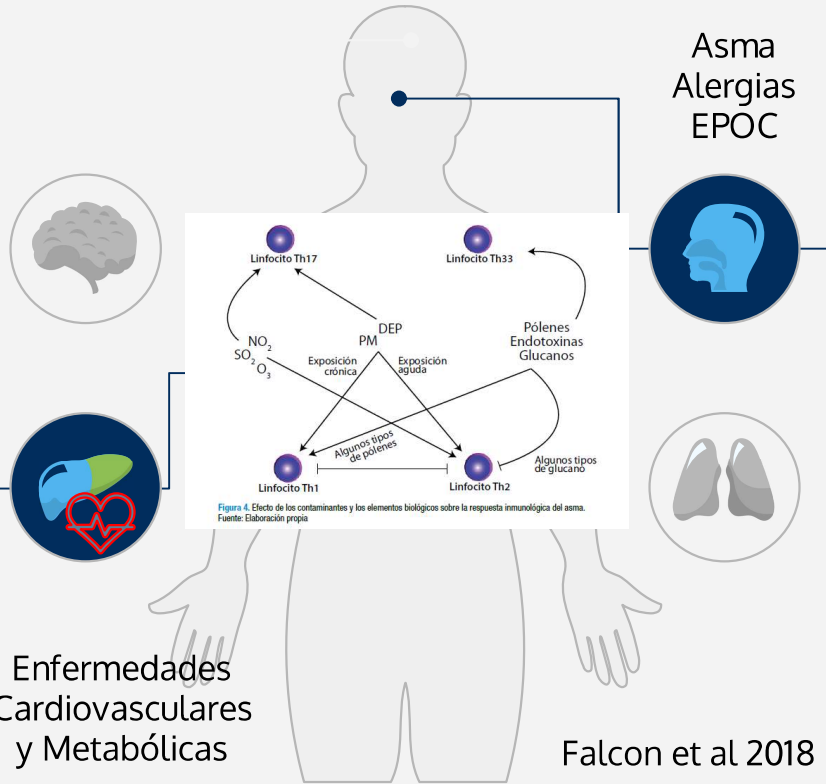 Asma
Alergias
EPOC
Linfocito Th17
Linfocito Th33
DEP
PM
NO2
SO2
O3
Pólenes
Endotoxinas
Glucanos
Exposición
crónica
Exposición
aguda
Algunos tipos
de pólenes
Algunos tipos
de glucano
Linfocito Th1
Linfocito Th2
Figura 4. Efecto de los contaminantes y los elementos biológicos sobre la respuesta inmunológica del asma.
Fuente: Elaboración propia
Enfermedades
Cardiovasculares
y Metabólicas
Falcon et al 2018